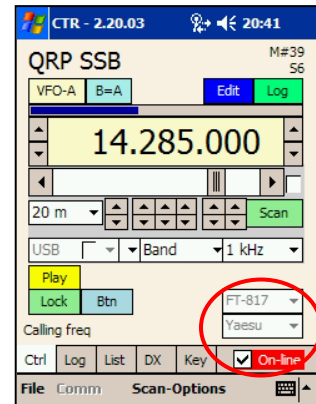 CTR - 2.20.03 20:41
QRP SSB M#39
S6
VFO-A B=A Edit Log
14.285.000
20 m Scan
USB Band 1 kHz
Play
Lock Btn FT-817
Calling freq Yaesu
Ctrl Log List DX Key On-line
File Comm Scan-Options